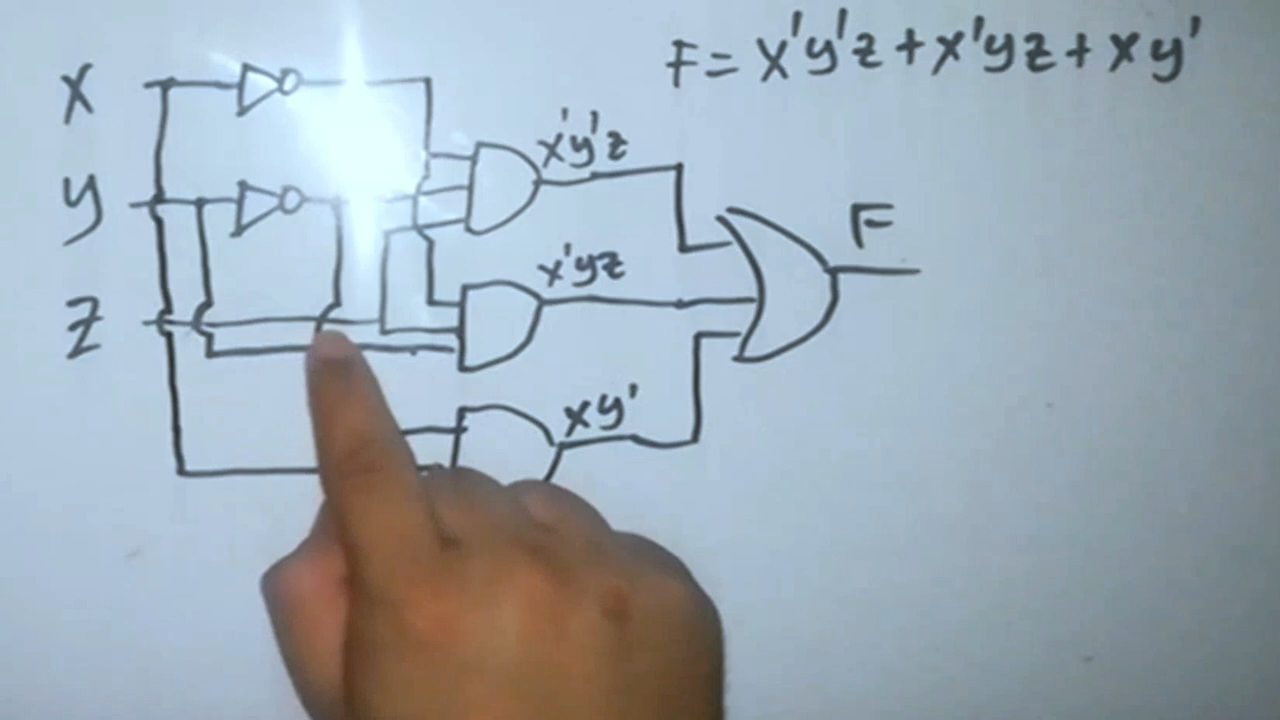 F = x'y'z + x'yz + xy'
x
y
z
x'y'z
x'yz
xy'
F